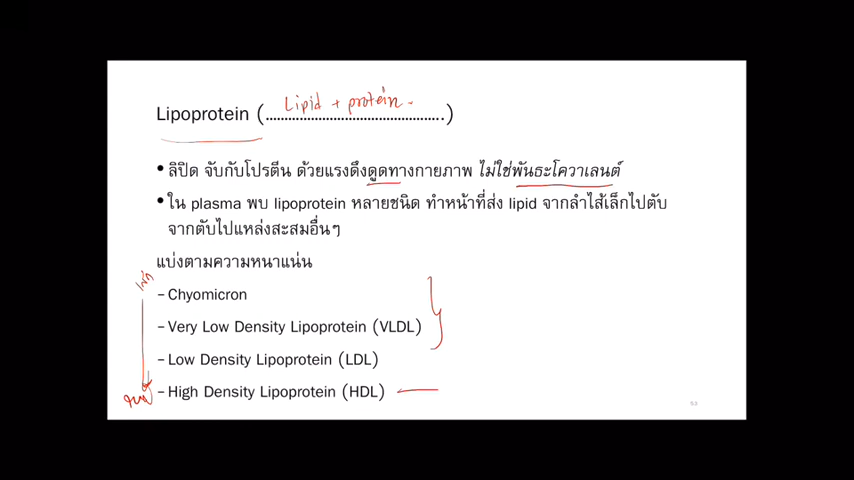 Lipoprotein (Lipid + protein)
• ลิปิด จับกับโปรตีน ด้วยแรงดึงดูดทางกายภาพ ไม่ใช่พันธะโควาเลนต์
• ใน plasma พบ lipoprotein หลายชนิด ทำหน้าที่ส่ง lipid จากลำไส้เล็กไปตับ
จากตับไปแหล่งสะสมอื่นๆ
แบ่งตามความหนาแน่น
– Chyomicron
– Very Low Density Lipoprotein (VLDL)
– Low Density Lipoprotein (LDL)
– High Density Lipoprotein (HDL)